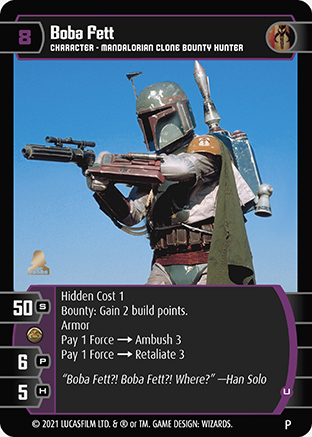 8
Boba Fett
CHARACTER - MANDALORIAN CLONE BOUNTY HUNTER
50 S
6 P
5 H
Hidden Cost 1
Bounty: Gain 2 build points.
Armor
Pay 1 Force → Ambush 3
Pay 1 Force → Retaliate 3
“Boba Fett?! Boba Fett?! Where?” —Han Solo
U
© 2021 LUCASFILM LTD. & ® or TM. GAME DESIGN: WIZARDS.
P